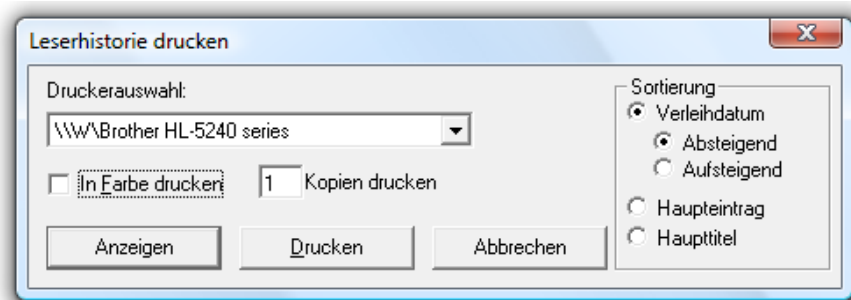 Leserhistorie drucken
Druckerauswahl:
\\W\Brother HL-5240 series
In Farbe drucken
1 Kopien drucken
Anzeigen
Drucken
Abbrechen
Sortierung
Verleihdatum
Absteigend
Aufsteigend
Haupteintrag
Haupttitel